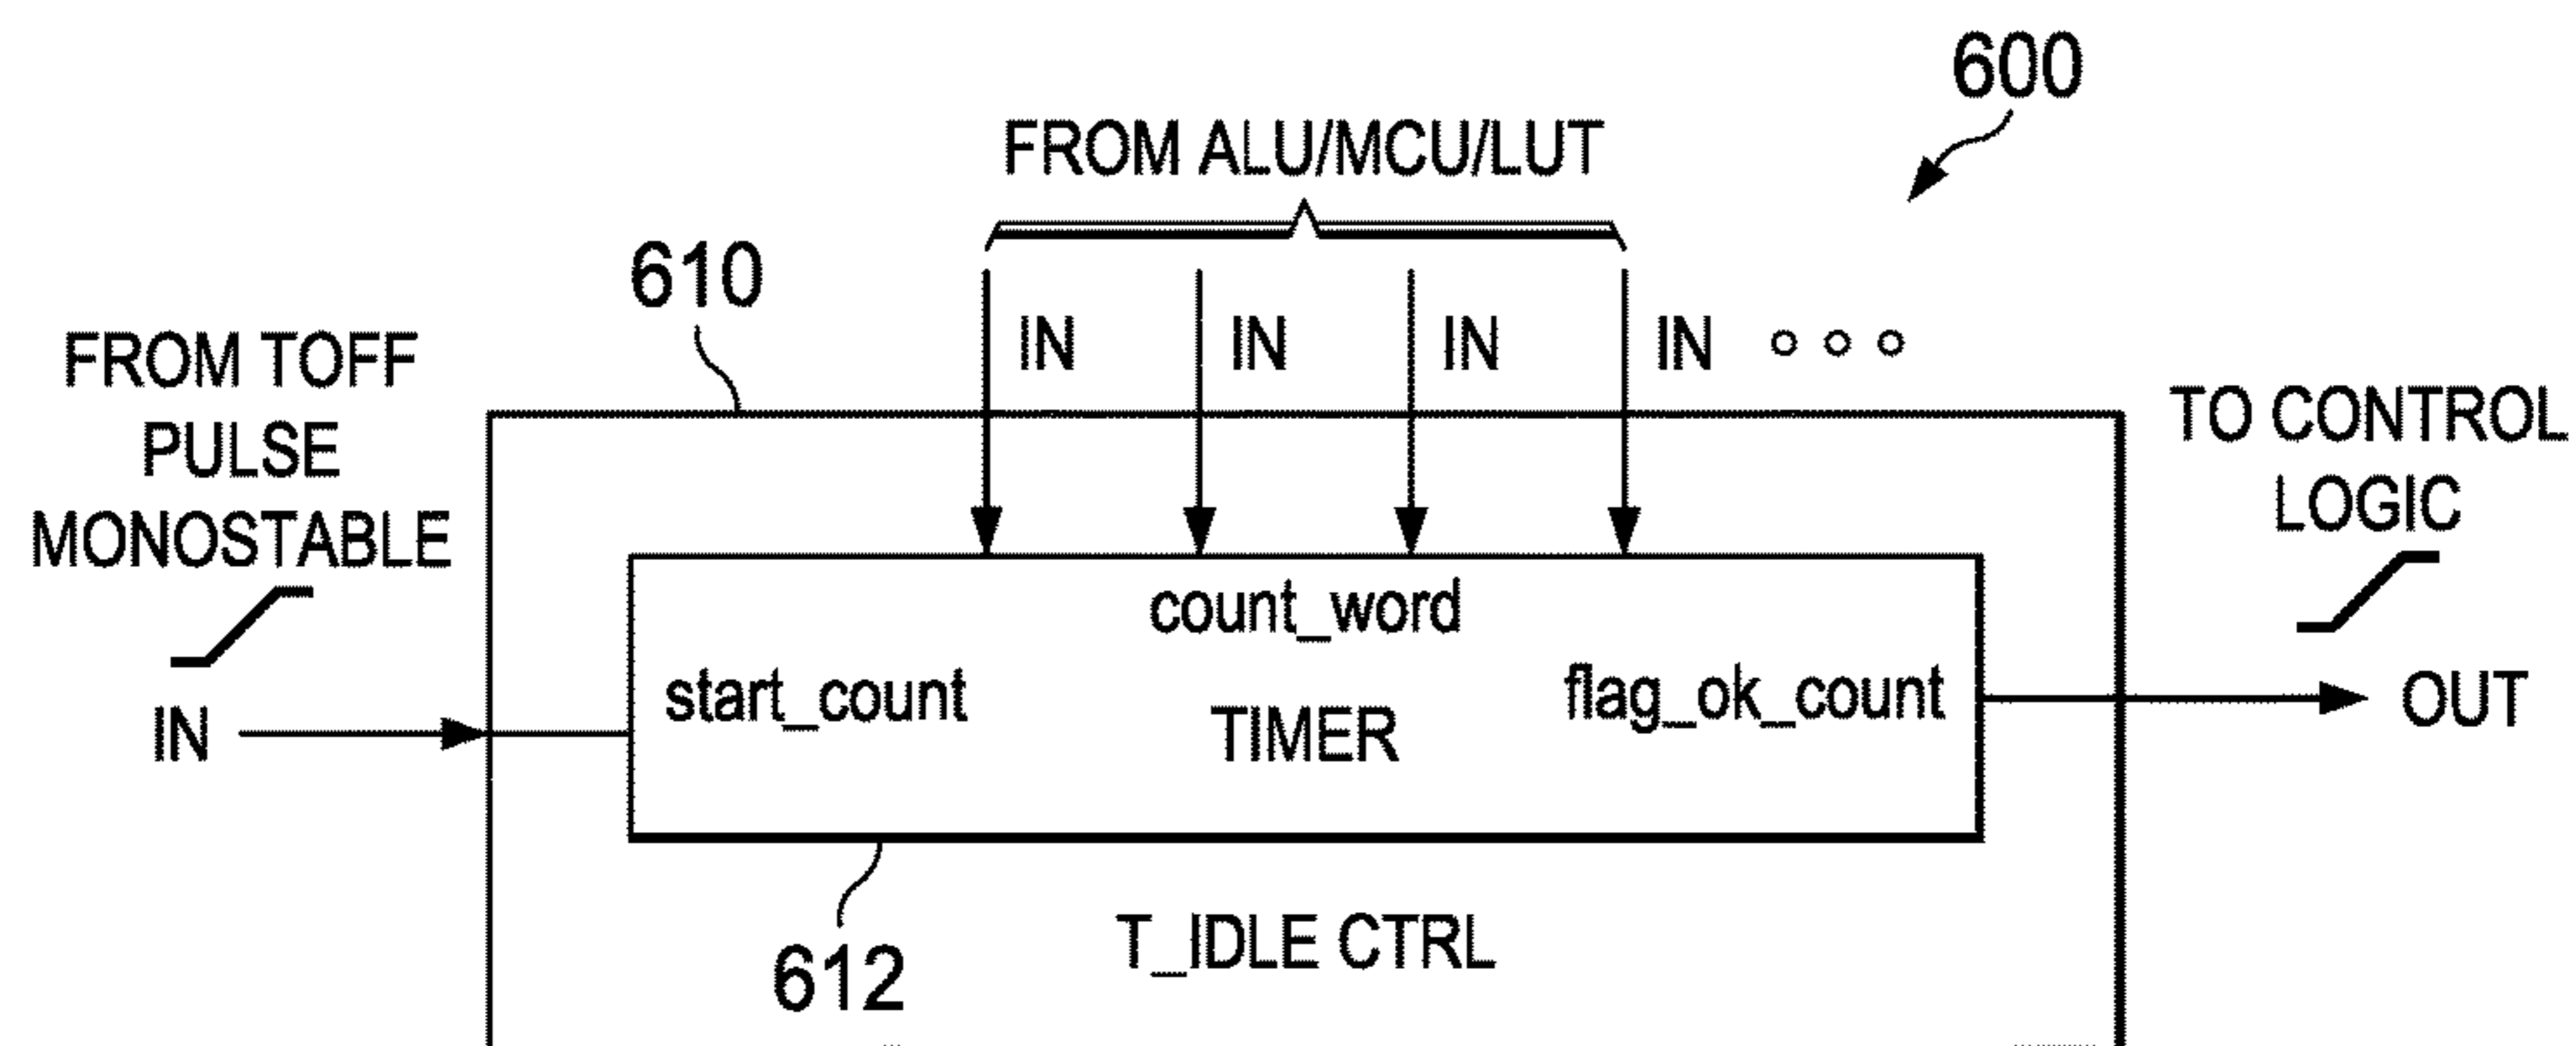 600
FROM ALU/MCU/LUT
610
IN IN IN IN
FROM TOFF
PULSE
MONOSTABLE
IN
TO CONTROL
LOGIC
OUT
count_word
start_count
TIMER
flag_ok_count
612
T_IDLE CTRL